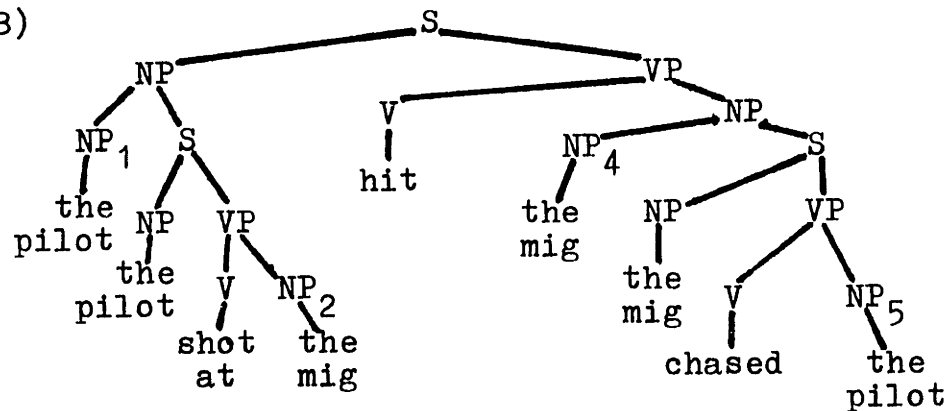 3) S
NP VP
V NP
NP1 S NP4 S
hit
the pilot NP VP the mig NP VP
the pilot V NP2 the mig V NP5
shot at the mig chased the pilot